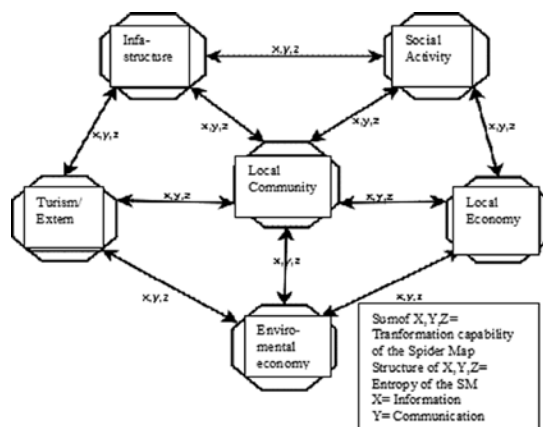 Infa-
structure
Social
Activity
x,y,z
x,y,z
x,y,z
x,y,z
x,y,z
Local
Community
Turism/
Extern
x,y,z
x,y,z
Local
Economy
x,y,z
x,y,z
x,y,z
Enviro-
mental
economy
Sumof X,Y,Z=
Tranformation capability
of the Spider Map
Structure of X,Y,Z=
Entropy of the SM
X= Information
Y= Communication